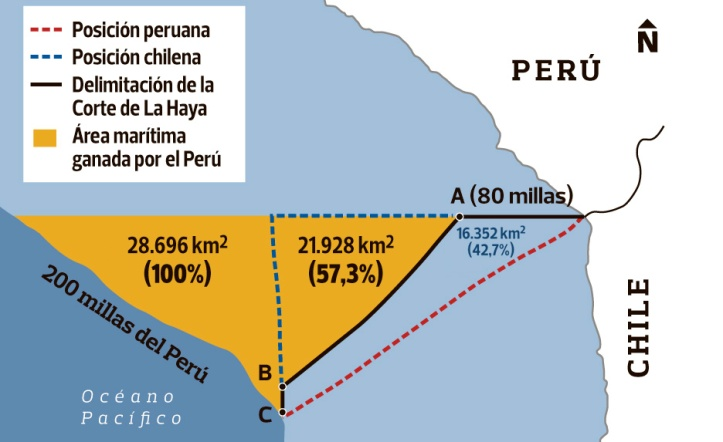 Posición peruana
Posición chilena
Delimitación de la
Corte de La Haya
Área marítima
ganada por el Perú
N
PERÚ
A (80 millas)
28.696 km²
(100%)
21.928 km²
(57,3%)
16.352 km²
(42,7%)
200 millas del Perú
CHILE
B
C
Océano
Pacífico